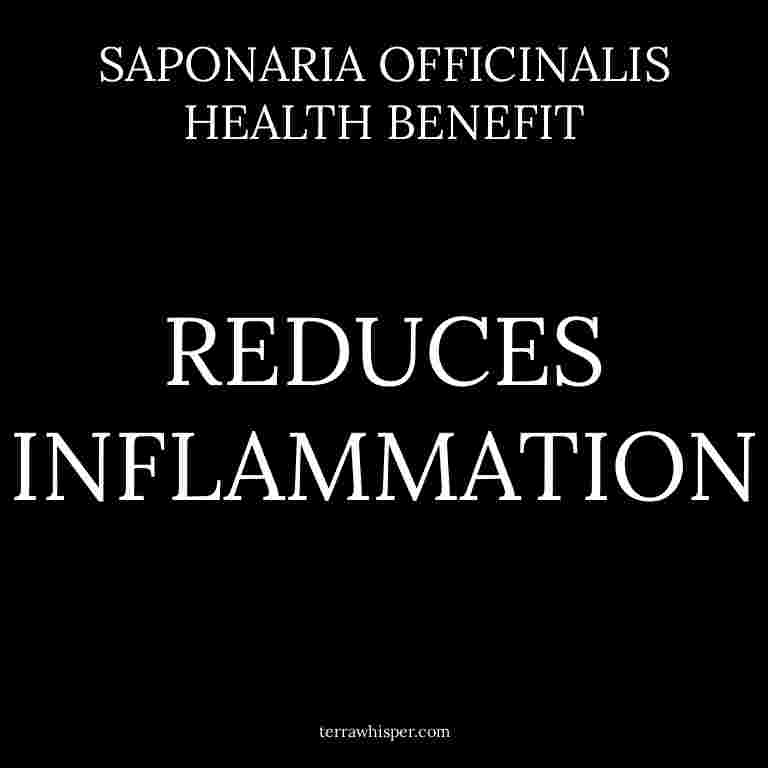 SAPONARIA OFFICINALIS
HEALTH BENEFIT
REDUCES
INFLAMMATION
terrawhisper.com